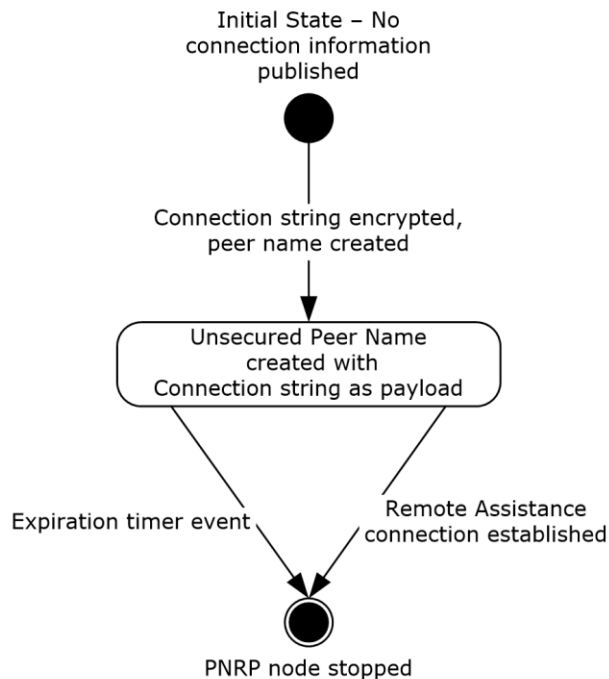 Initial State – No
connection information
published
Connection string encrypted,
peer name created
Unsecured Peer Name
created with
Connection string as payload
Expiration timer event
Remote Assistance
connection established
PNRP node stopped